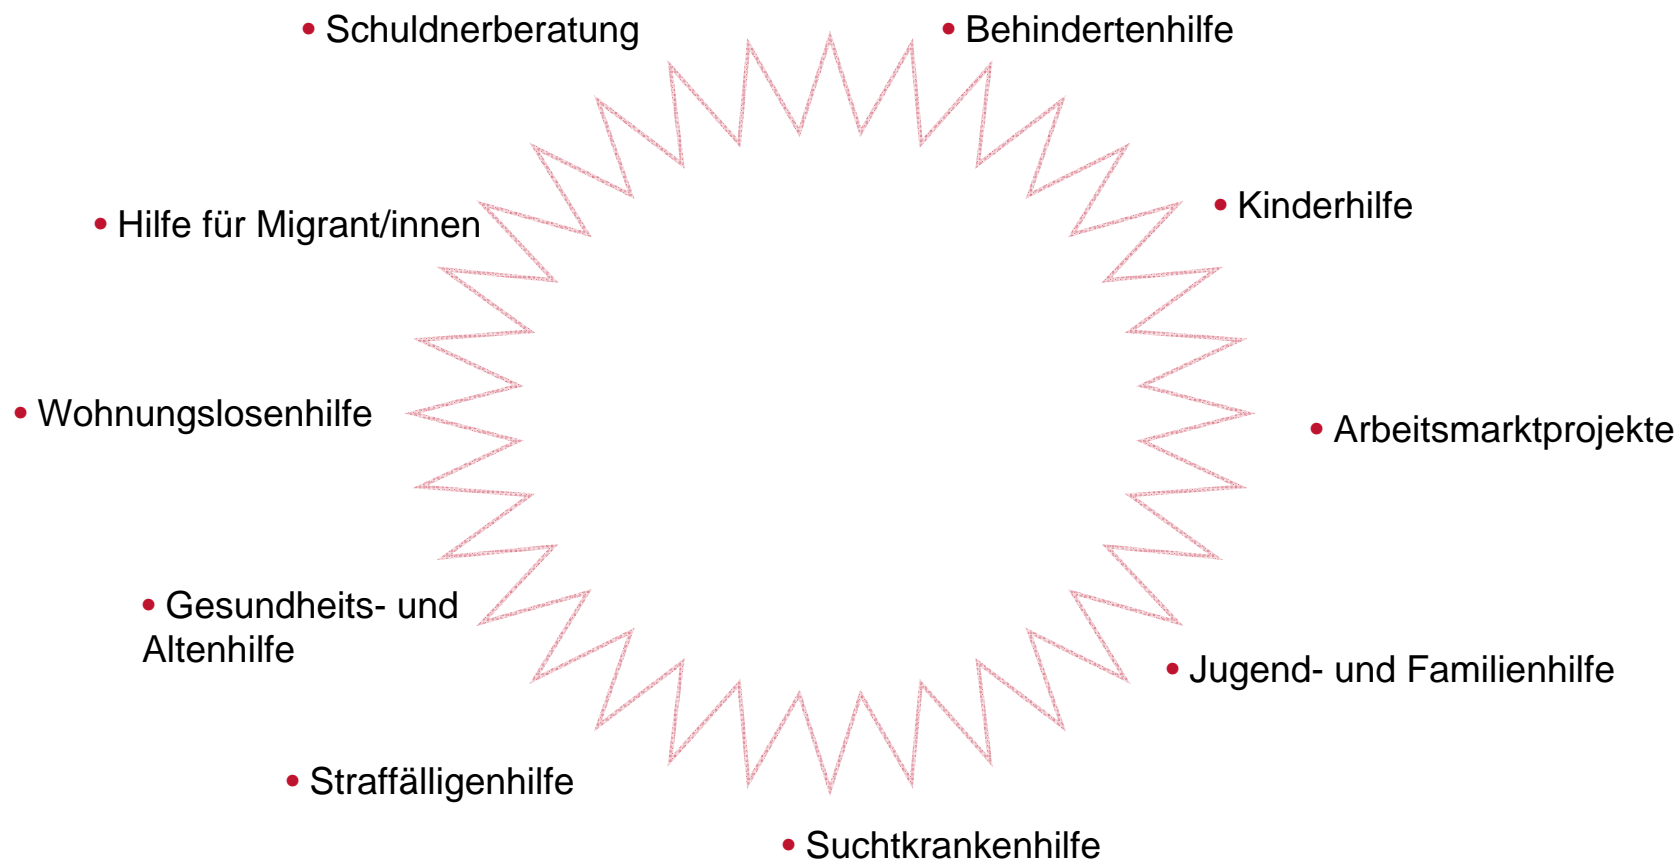 • Schuldnerberatung
• Behindertenhilfe
• Kinderhilfe
• Hilfe für Migrant/innen
• Wohnungslosenhilfe
• Arbeitsmarktprojekte
• Gesundheits- und
Altenhilfe
• Jugend- und Familienhilfe
• Straffälligenhilfe
• Suchtkrankenhilfe